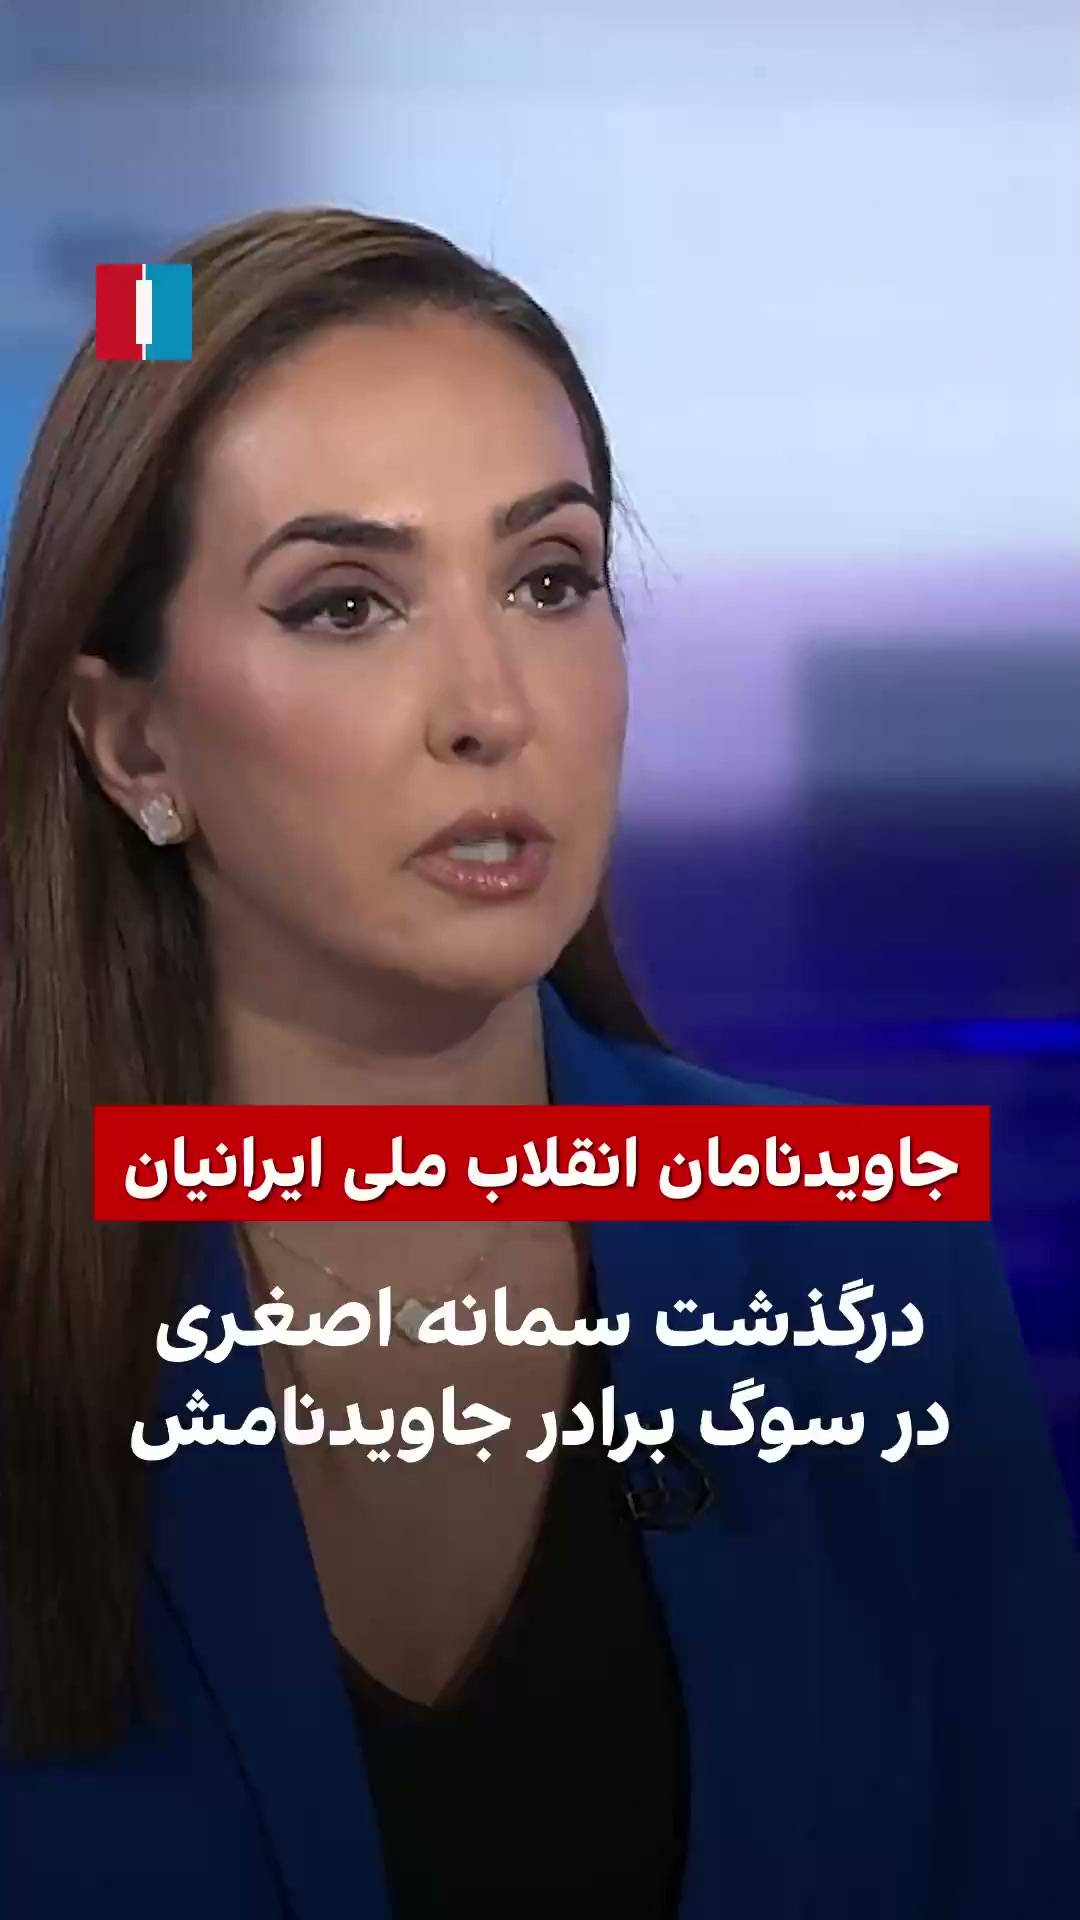 جاویدنامان انقلاب ملی ایرانیان
درگذشت سمانه اصغری
در سوگ برادر جاویدنامش